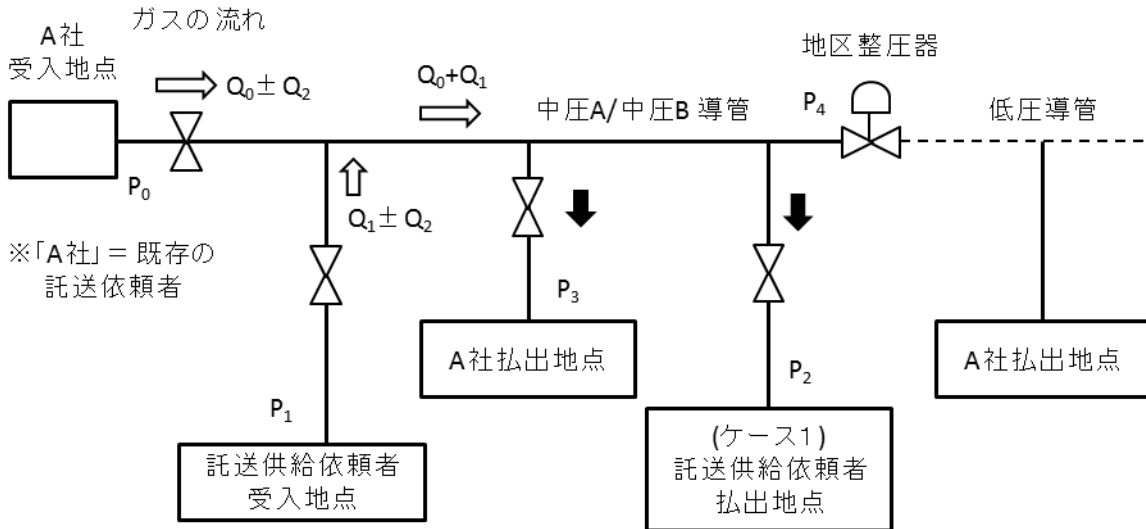 ガスの流れ
A社
受入地点
Q₀± Q₂
Q₀+Q₁
地区整圧器
P₄
中圧A/中圧B 導管
低圧導管
P₀
Q₁± Q₂
※「A社」= 既存の
託送依頼者
P₃
A社払出地点
A社払出地点
P₂
P₁
(ケース1)
託送供給依頼者
払出地点
託送供給依頼者
受入地点